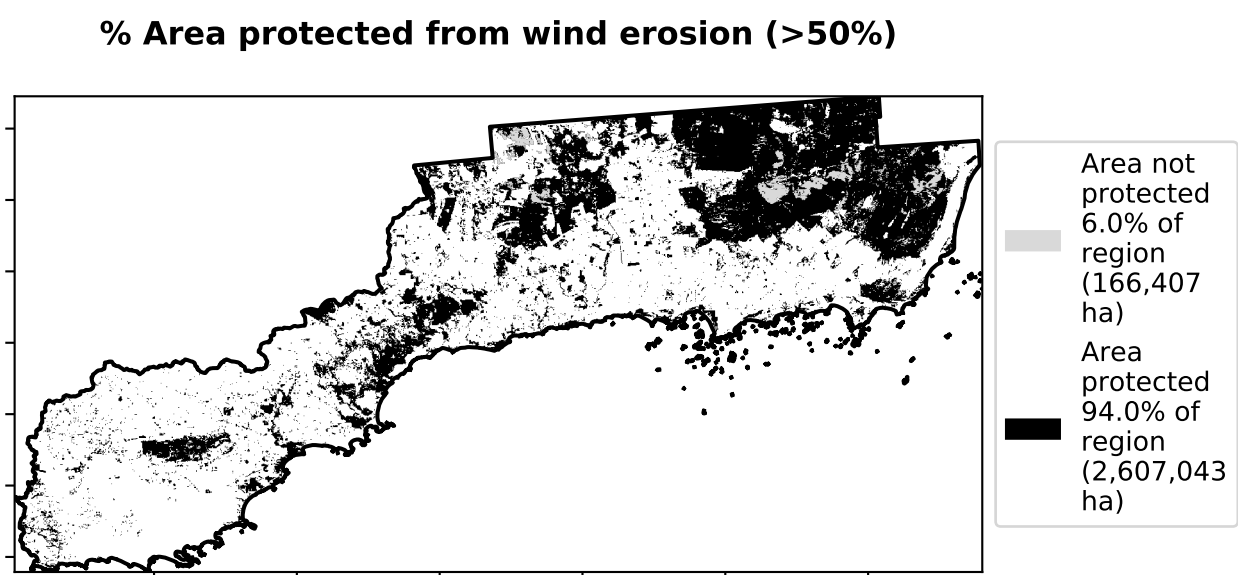 % Area protected from wind erosion (>50%)
Area not
protected
6.0% of
region
(166,407
ha)
Area
protected
94.0% of
region
(2,607,043
ha)